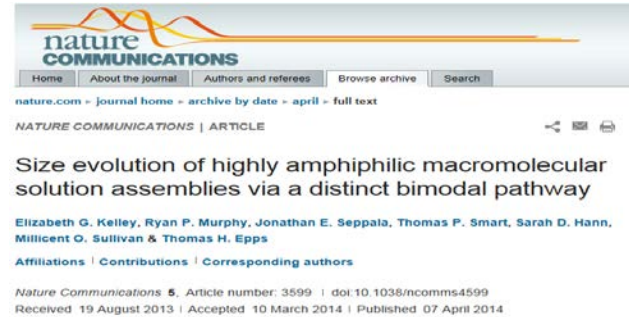 nature
COMMUNICATIONS
Home About the journal Authors and referees Browse archive Search
nature.com ▸ journal home ▸ archive by date ▸ april ▸ full text
NATURE COMMUNICATIONS | ARTICLE
Size evolution of highly amphiphilic macromolecular
solution assemblies via a distinct bimodal pathway
Elizabeth G. Kelley, Ryan P. Murphy, Jonathan E. Seppala, Thomas P. Smart, Sarah D. Hann,
Millicent O. Sullivan & Thomas H. Epps
Affiliations | Contributions | Corresponding authors
Nature Communications 5, Article number: 3599 | doi:10.1038/ncomms4599
Received 19 August 2013 | Accepted 10 March 2014 | Published 07 April 2014